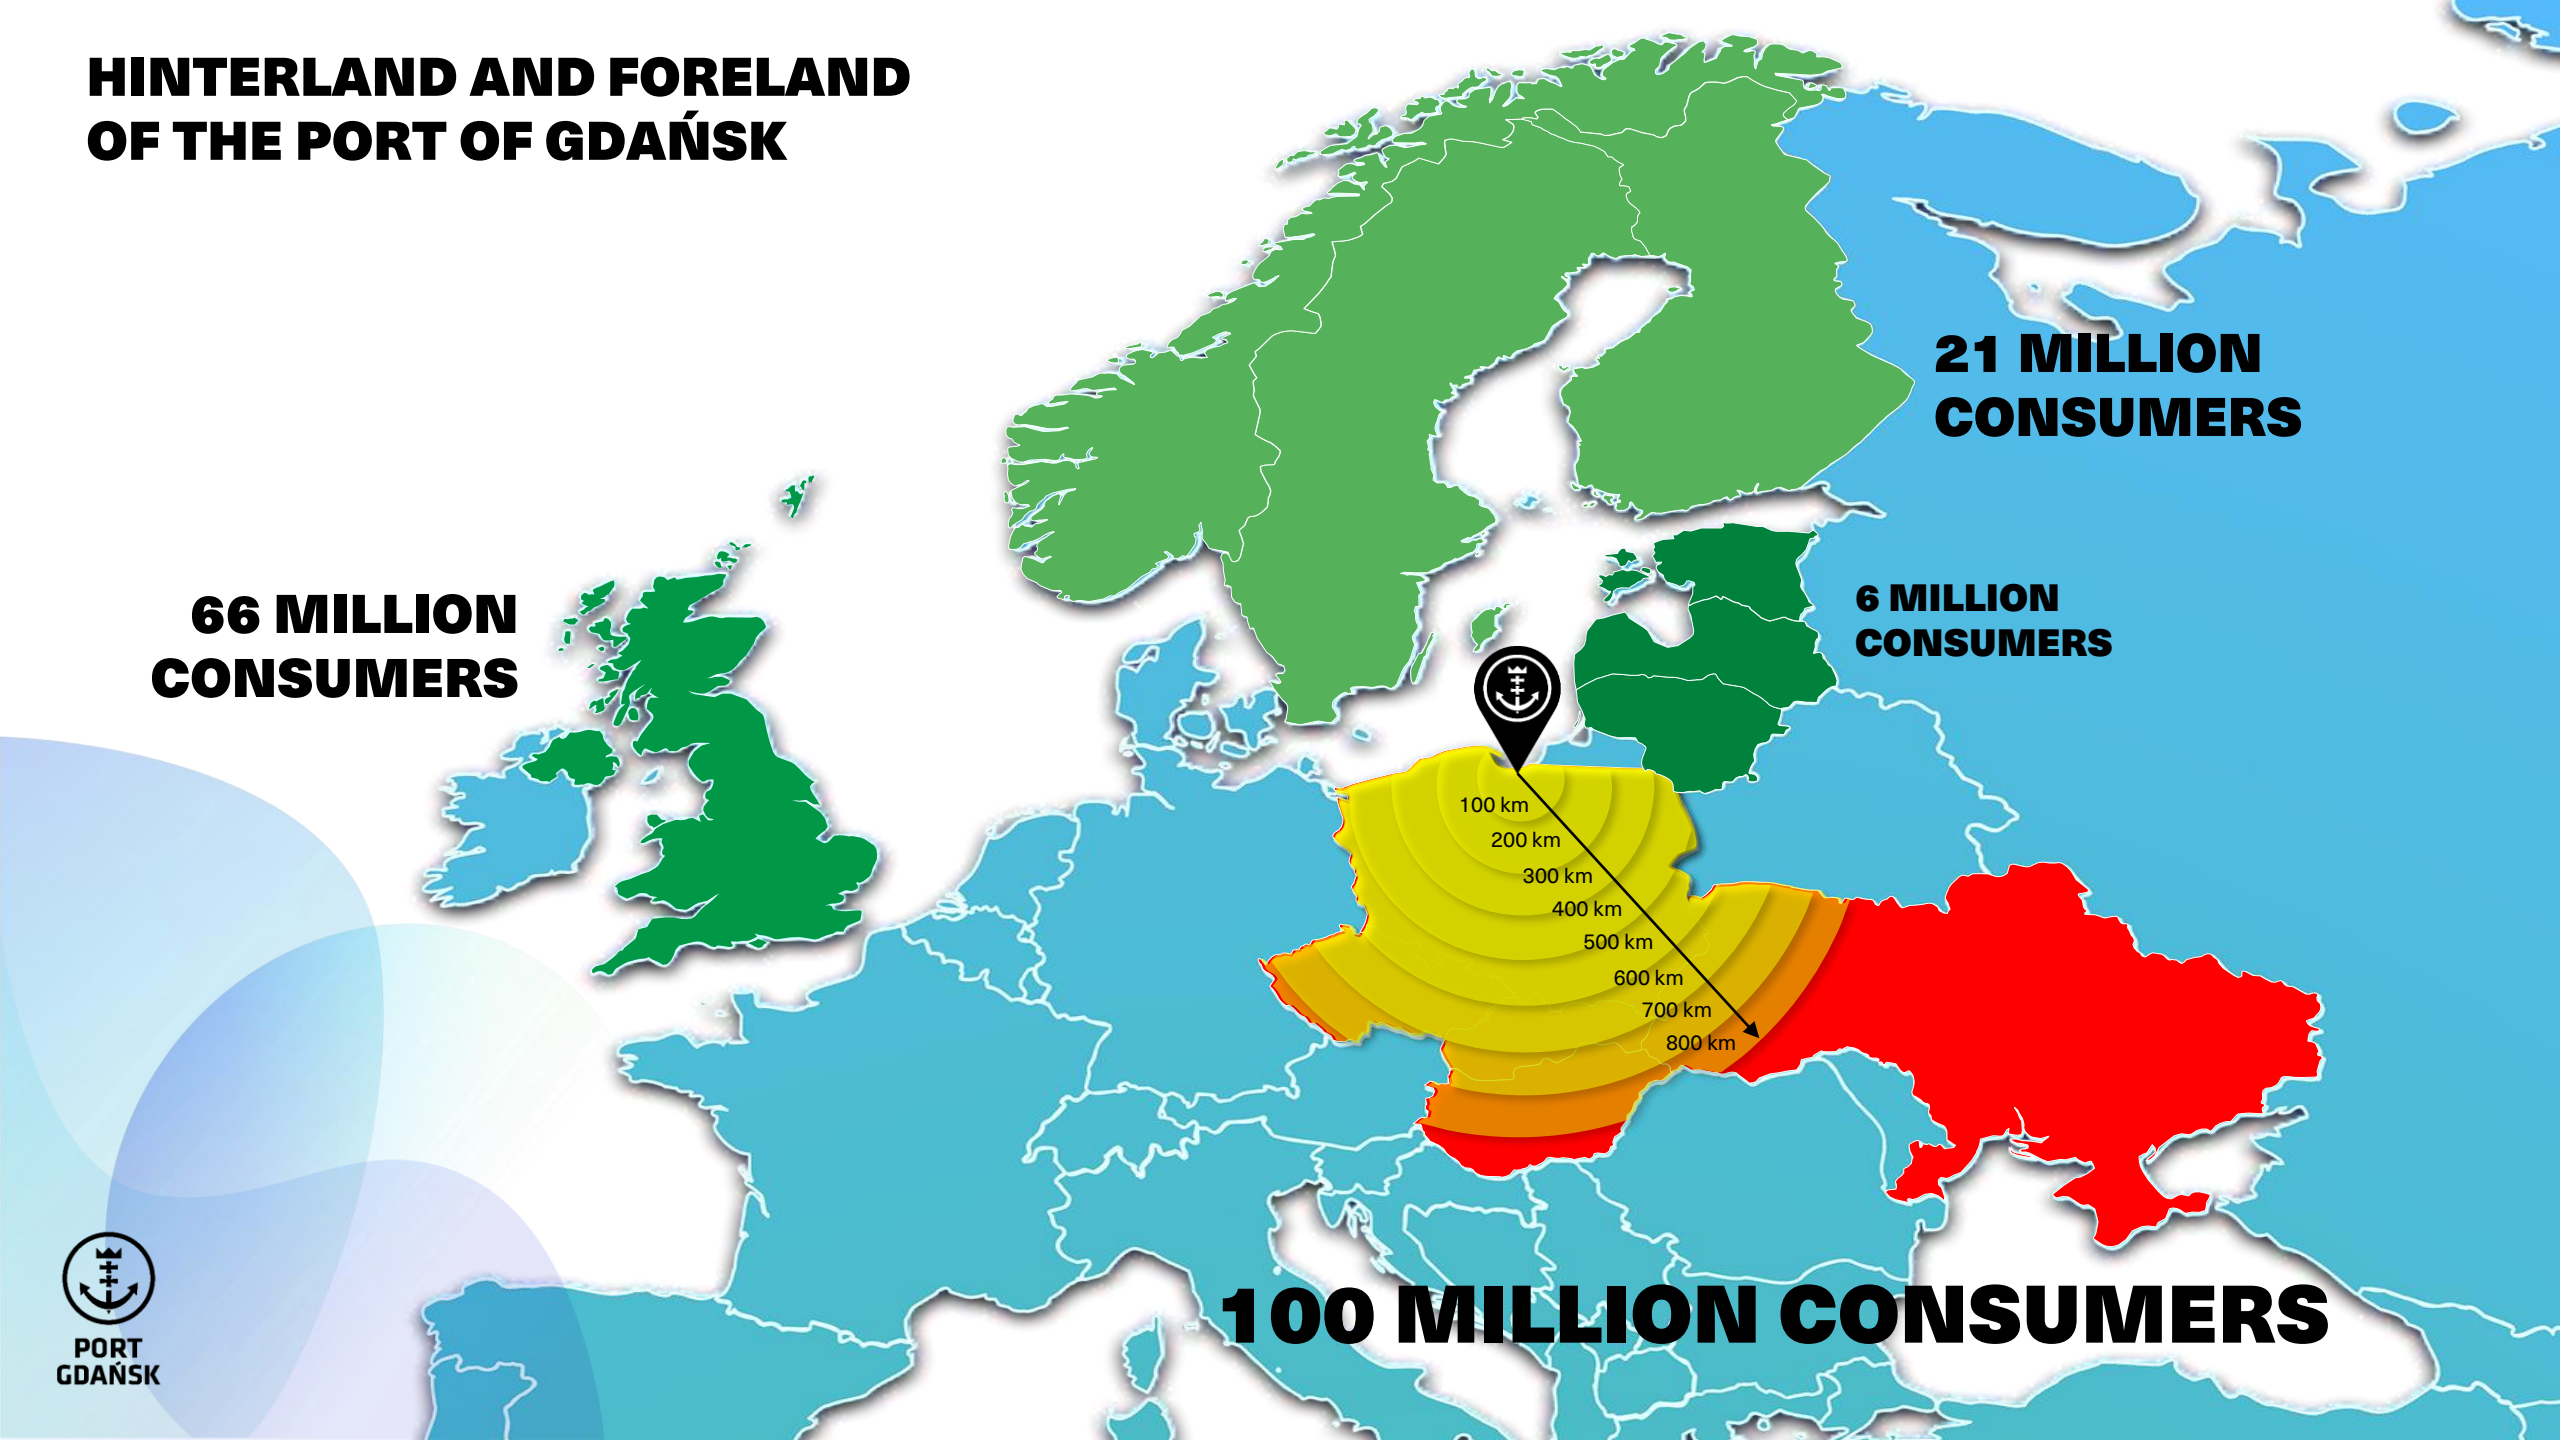 HINTERLAND AND FORELAND
OF THE PORT OF GDAŃSK
21 MILLION
CONSUMERS
66 MILLION
CONSUMERS
6 MILLION
CONSUMERS
100 km
200 km
300 km
400 km
500 km
600 km
700 km
800 km
100 MILLION CONSUMERS
PORT
GDAŃSK